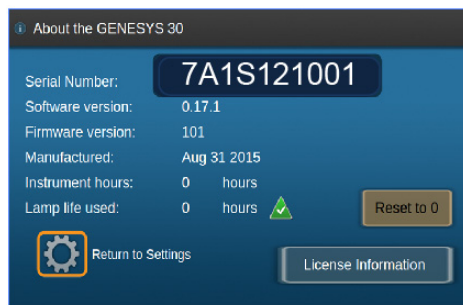 About the GENESYS 30
Serial Number: 7A1S121001
Software version: 0.17.1
Firmware version: 101
Manufactured: Aug 31 2015
Instrument hours: 0 hours
Lamp life used: 0 hours
Reset to 0
Return to Settings
License Information